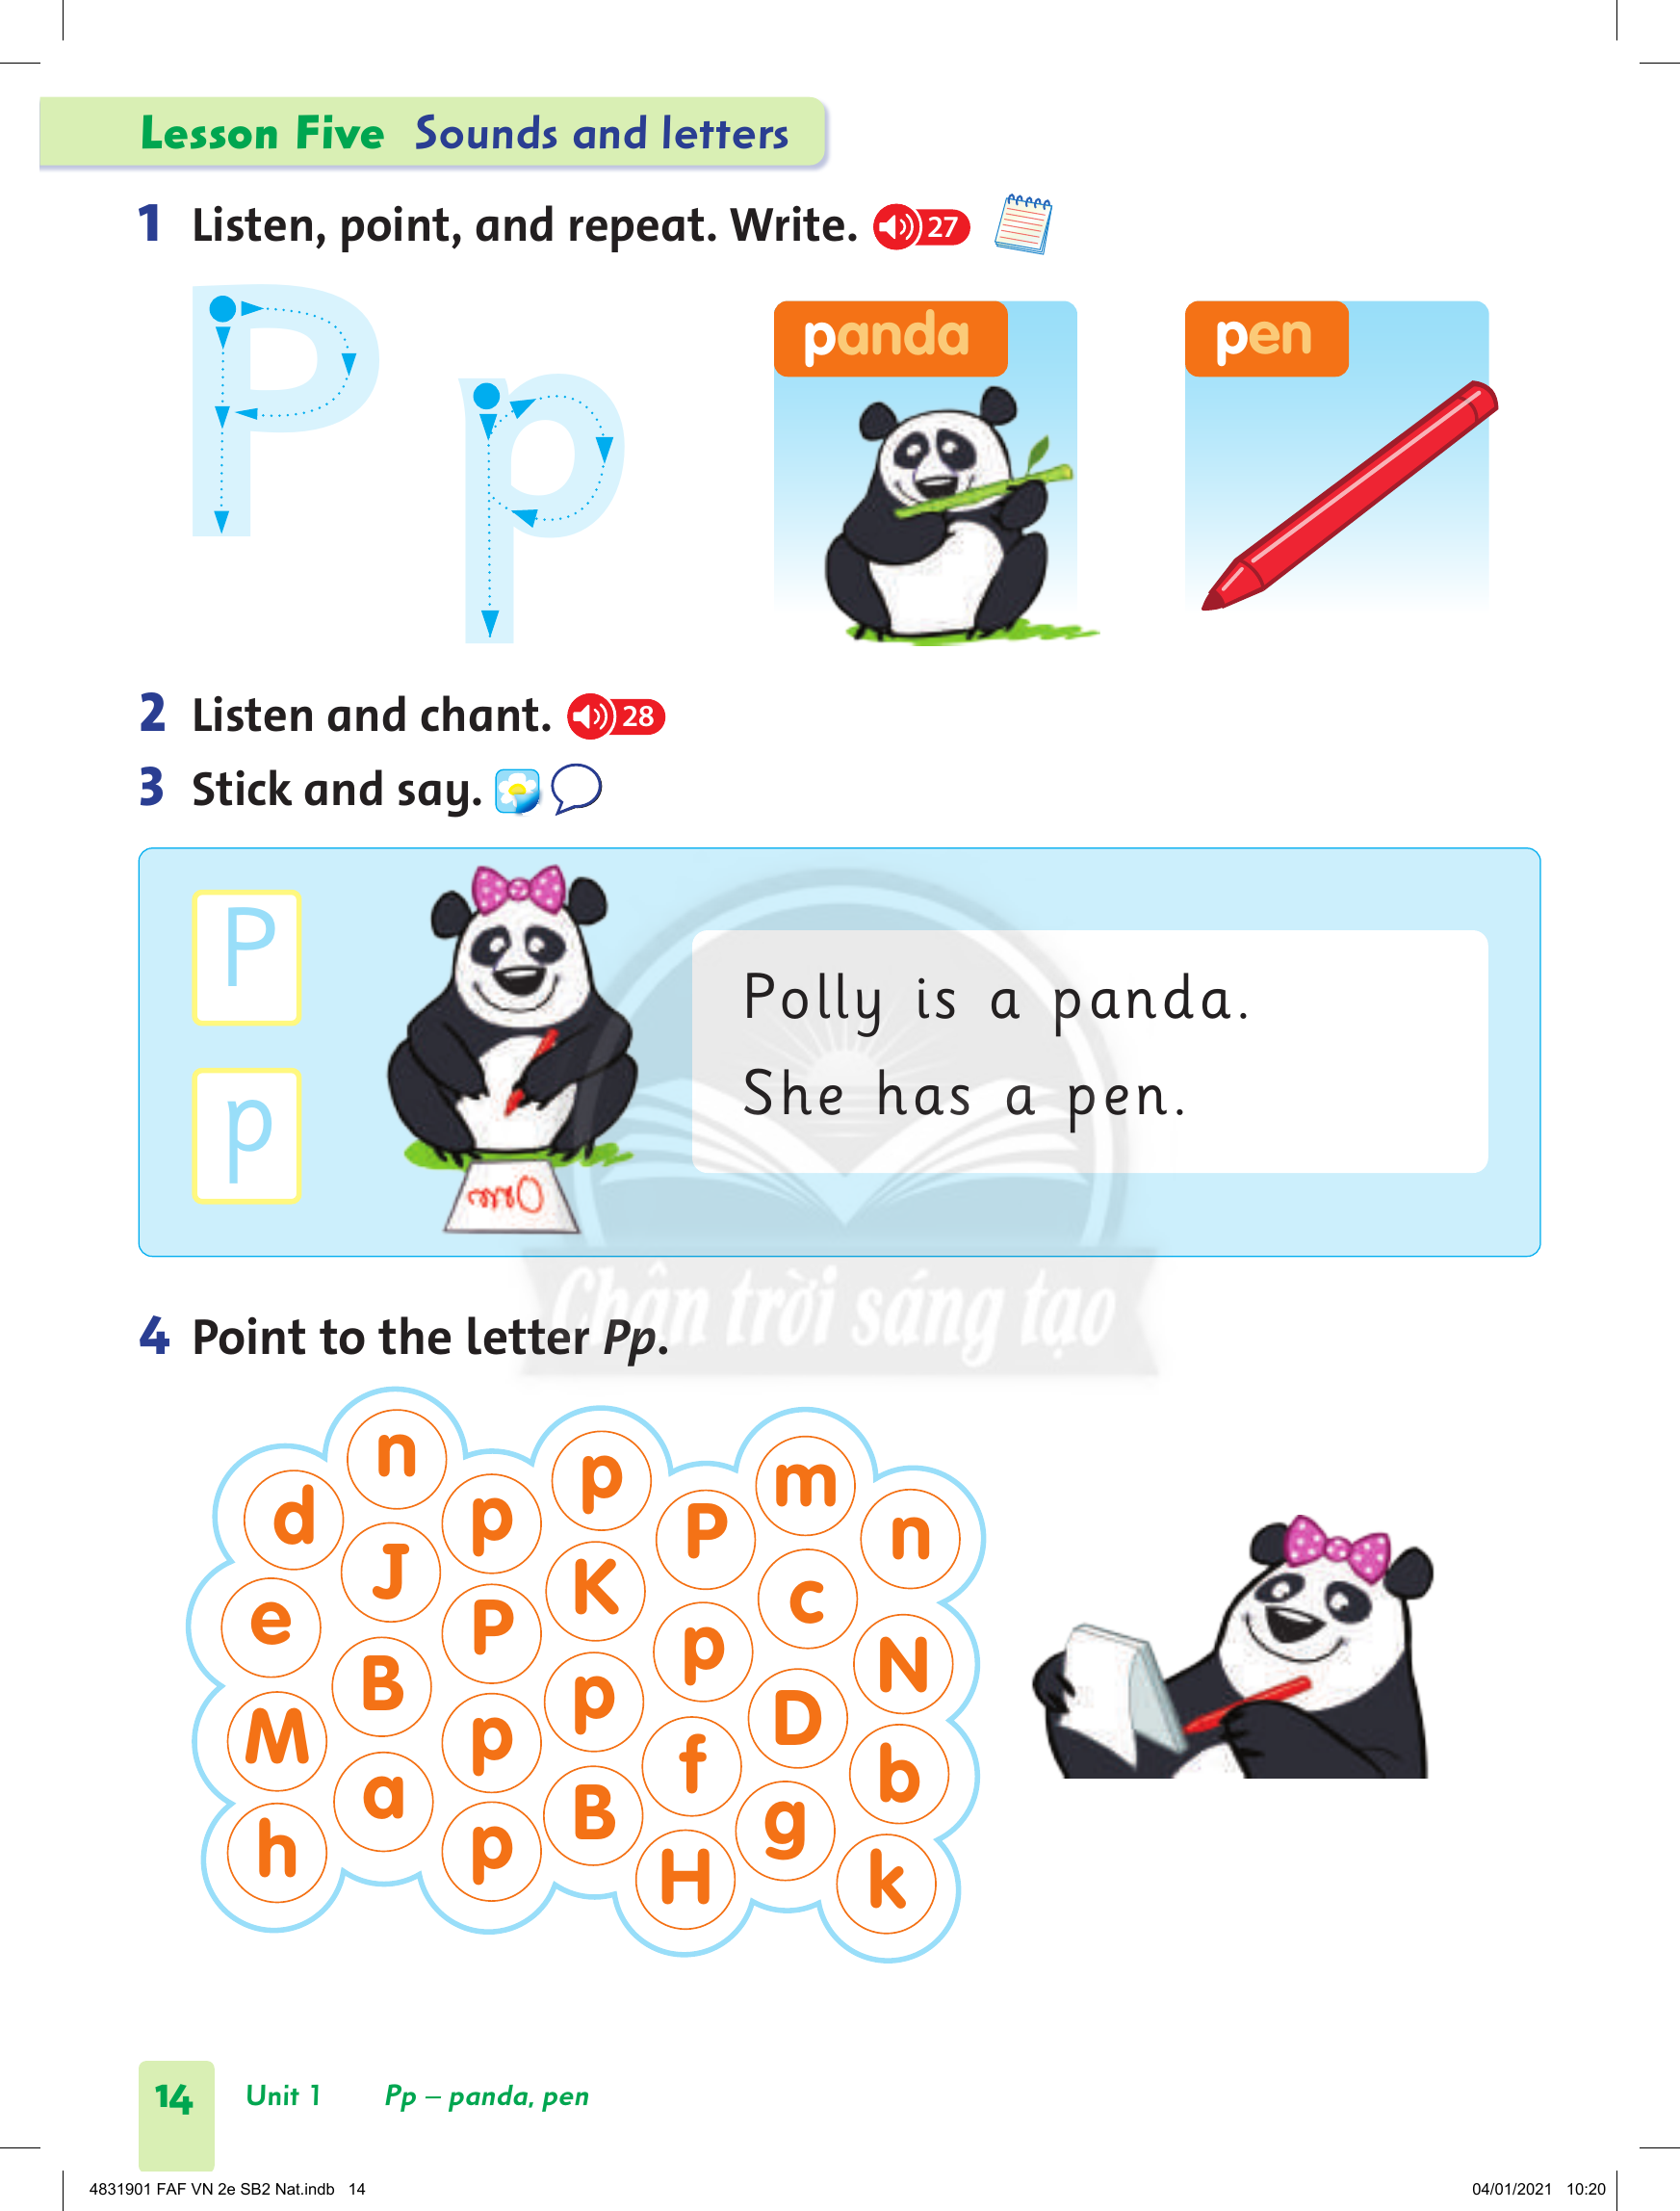 Lesson Five Sounds and letters
1 Listen, point, and repeat. Write. 27
P p
panda
pen
2 Listen and chant. 28
3 Stick and say.
P
p
Polly is a panda.
She has a pen.
Chân trời sáng tạo
4 Point to the letter Pp.
n
p
m
d
p
P
n
J
K
c
e
P
p
N
B
p
D
M
p
f
b
a
B
g
h
p
H
k
14 Unit 1 Pp – panda, pen
4831901 FAF VN 2e SB2 Nat.indb 14
04/01/2021 10:20